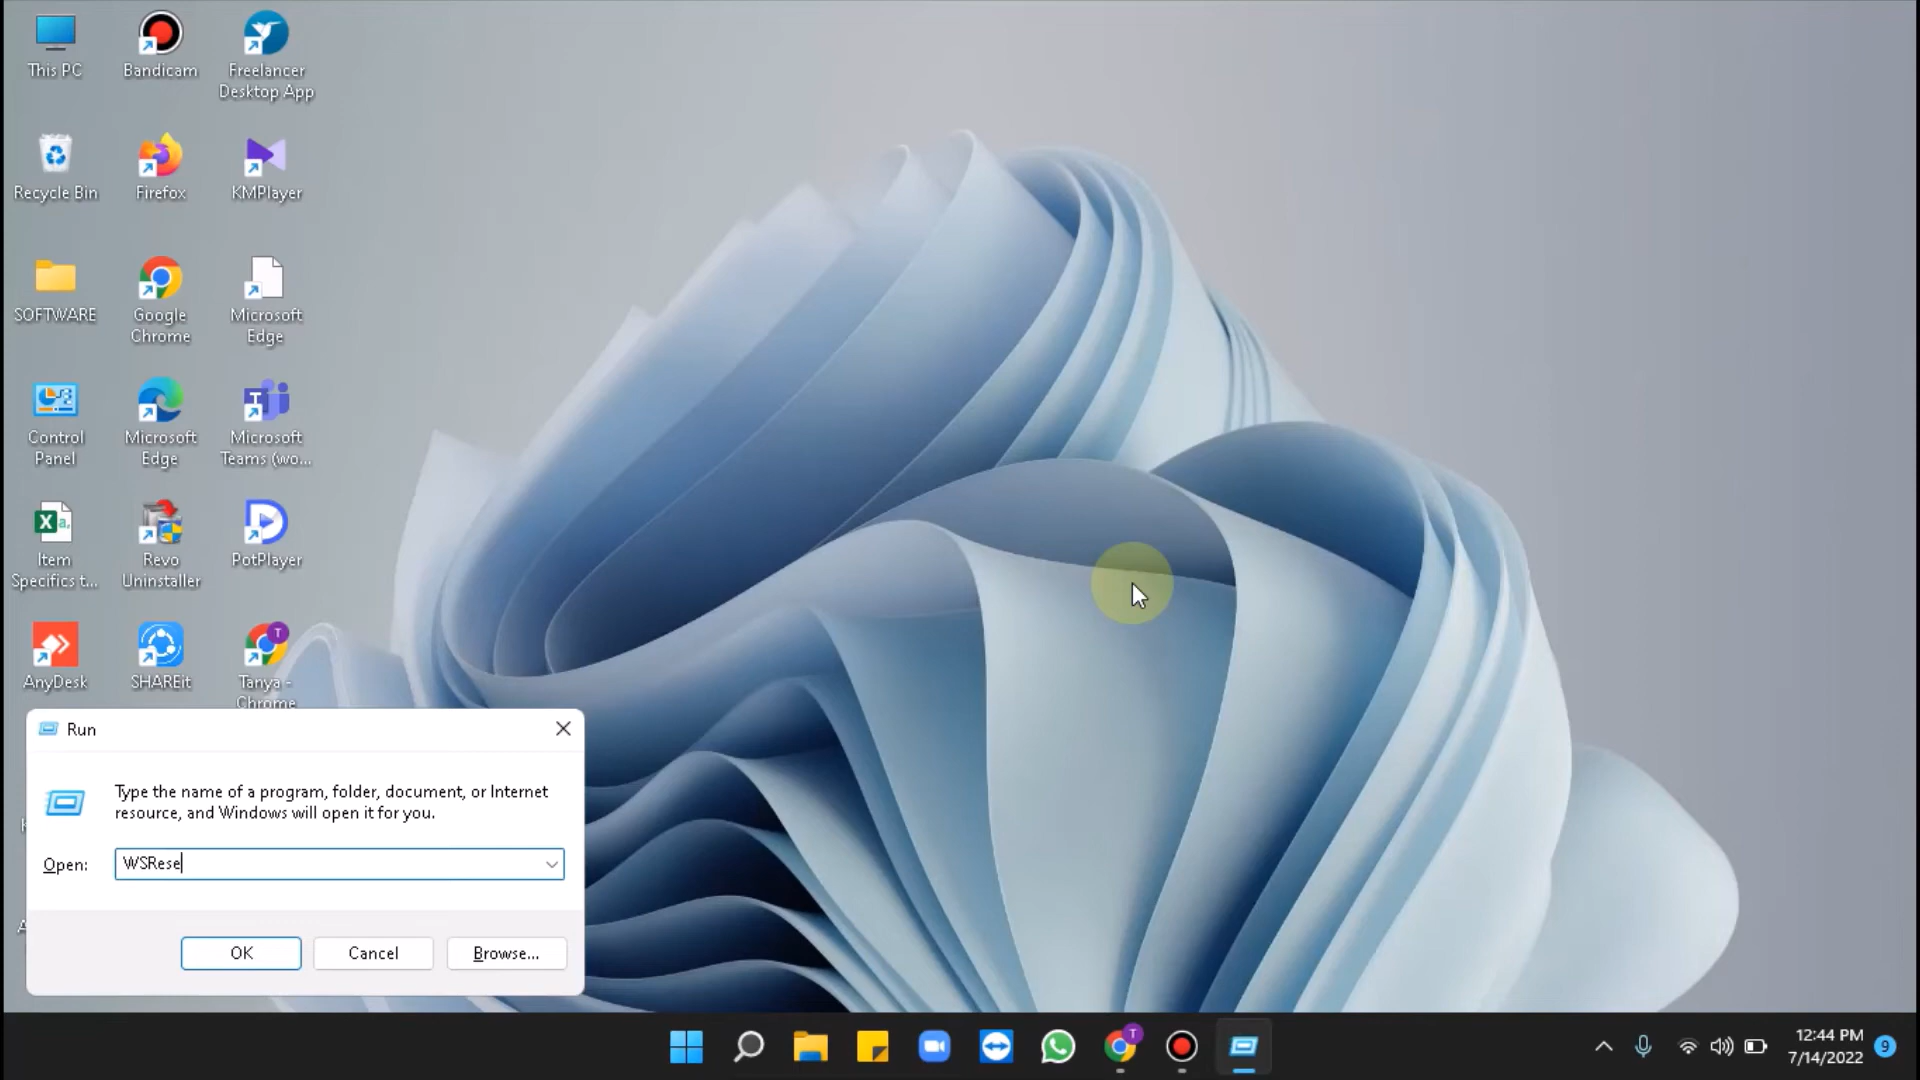 This PC
Bandicam
Freelancer
Desktop App
Recycle Bin
Firefox
KMPlayer
SOFTWARE
Google
Chrome
Microsoft
Edge
Control
Panel
Microsoft
Edge
Microsoft
Teams (wo...
Item
Specifics t...
Revo
Uninstaller
PotPlayer
AnyDesk
SHAREit
T
Tanya -
Chrome
Run
Type the name of a program, folder, document, or Internet
resource, and Windows will open it for you.
Open:
WSRese
OK
Cancel
Browse...
T
12:44 PM
7/14/2022
9